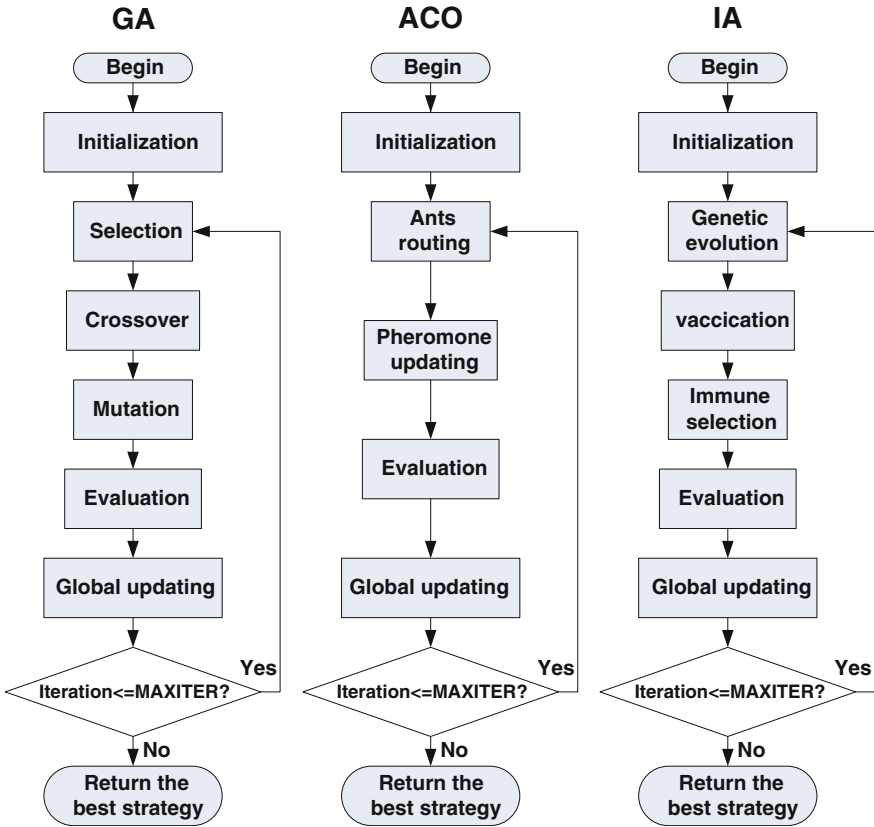 GA
Begin
Initialization
Selection
Crossover
Mutation
Evaluation
Global updating
Iteration<=MAXITER?
Yes
No
Return the
best strategy
ACO
Begin
Initialization
Ants
routing
Pheromone
updating
Evaluation
Global updating
Iteration<=MAXITER?
Yes
No
Return the
best strategy
IA
Begin
Initialization
Genetic
evolution
vaccication
Immune
selection
Evaluation
Global updating
Iteration<=MAXITER?
Yes
No
Return the
best strategy